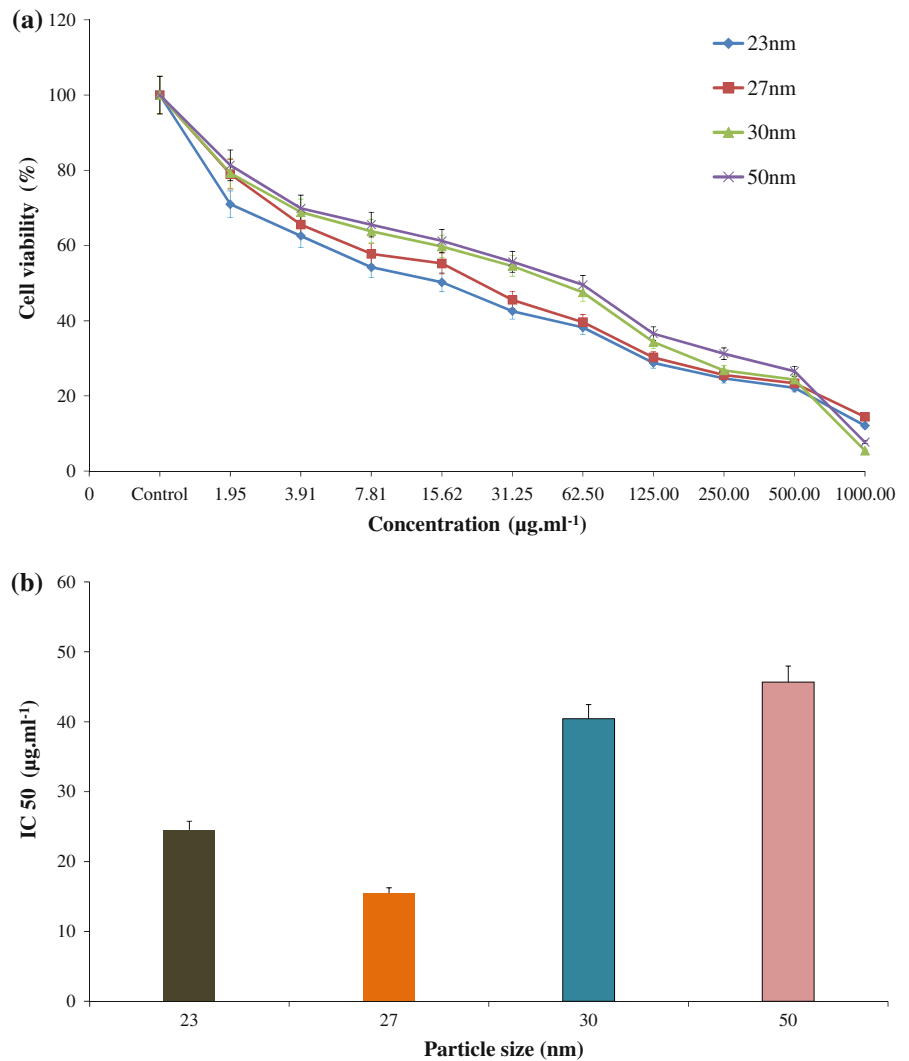 (a)
120
100
80
60
40
20
0
Cell viability (%)
23nm
27nm
30nm
50nm
0 Control 1.95 3.91 7.81 15.62 31.25 62.50 125.00 250.00 500.00 1000.00
Concentration (µg.ml⁻¹)
(b)
60
50
40
30
20
10
0
IC 50 (µg.ml⁻¹)
23 27 30 50
Particle size (nm)